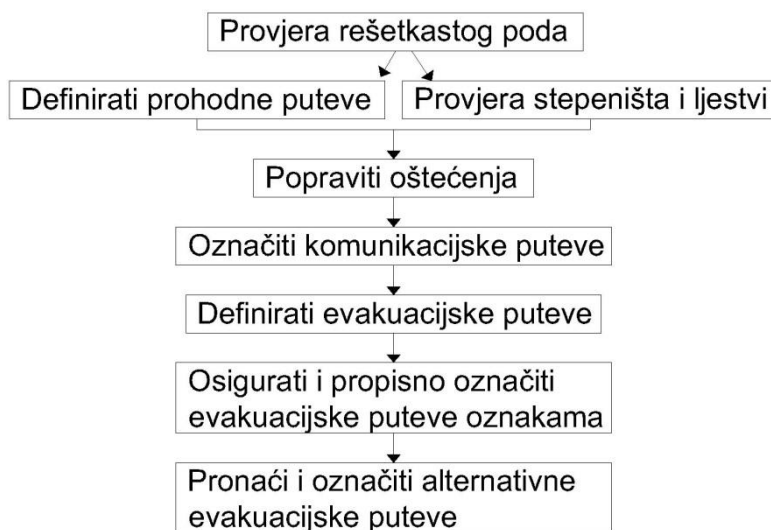 Provjera rešetkastog poda
Definirati prohodne puteve
Provjera stepeništa i ljestvi
Popraviti oštećenja
Označiti komunikacijske puteve
Definirati evakuacijske puteve
Osigurati i propisno označiti
evakuacijske puteve oznakama
Pronaći i označiti alternativne
evakuacijske puteve